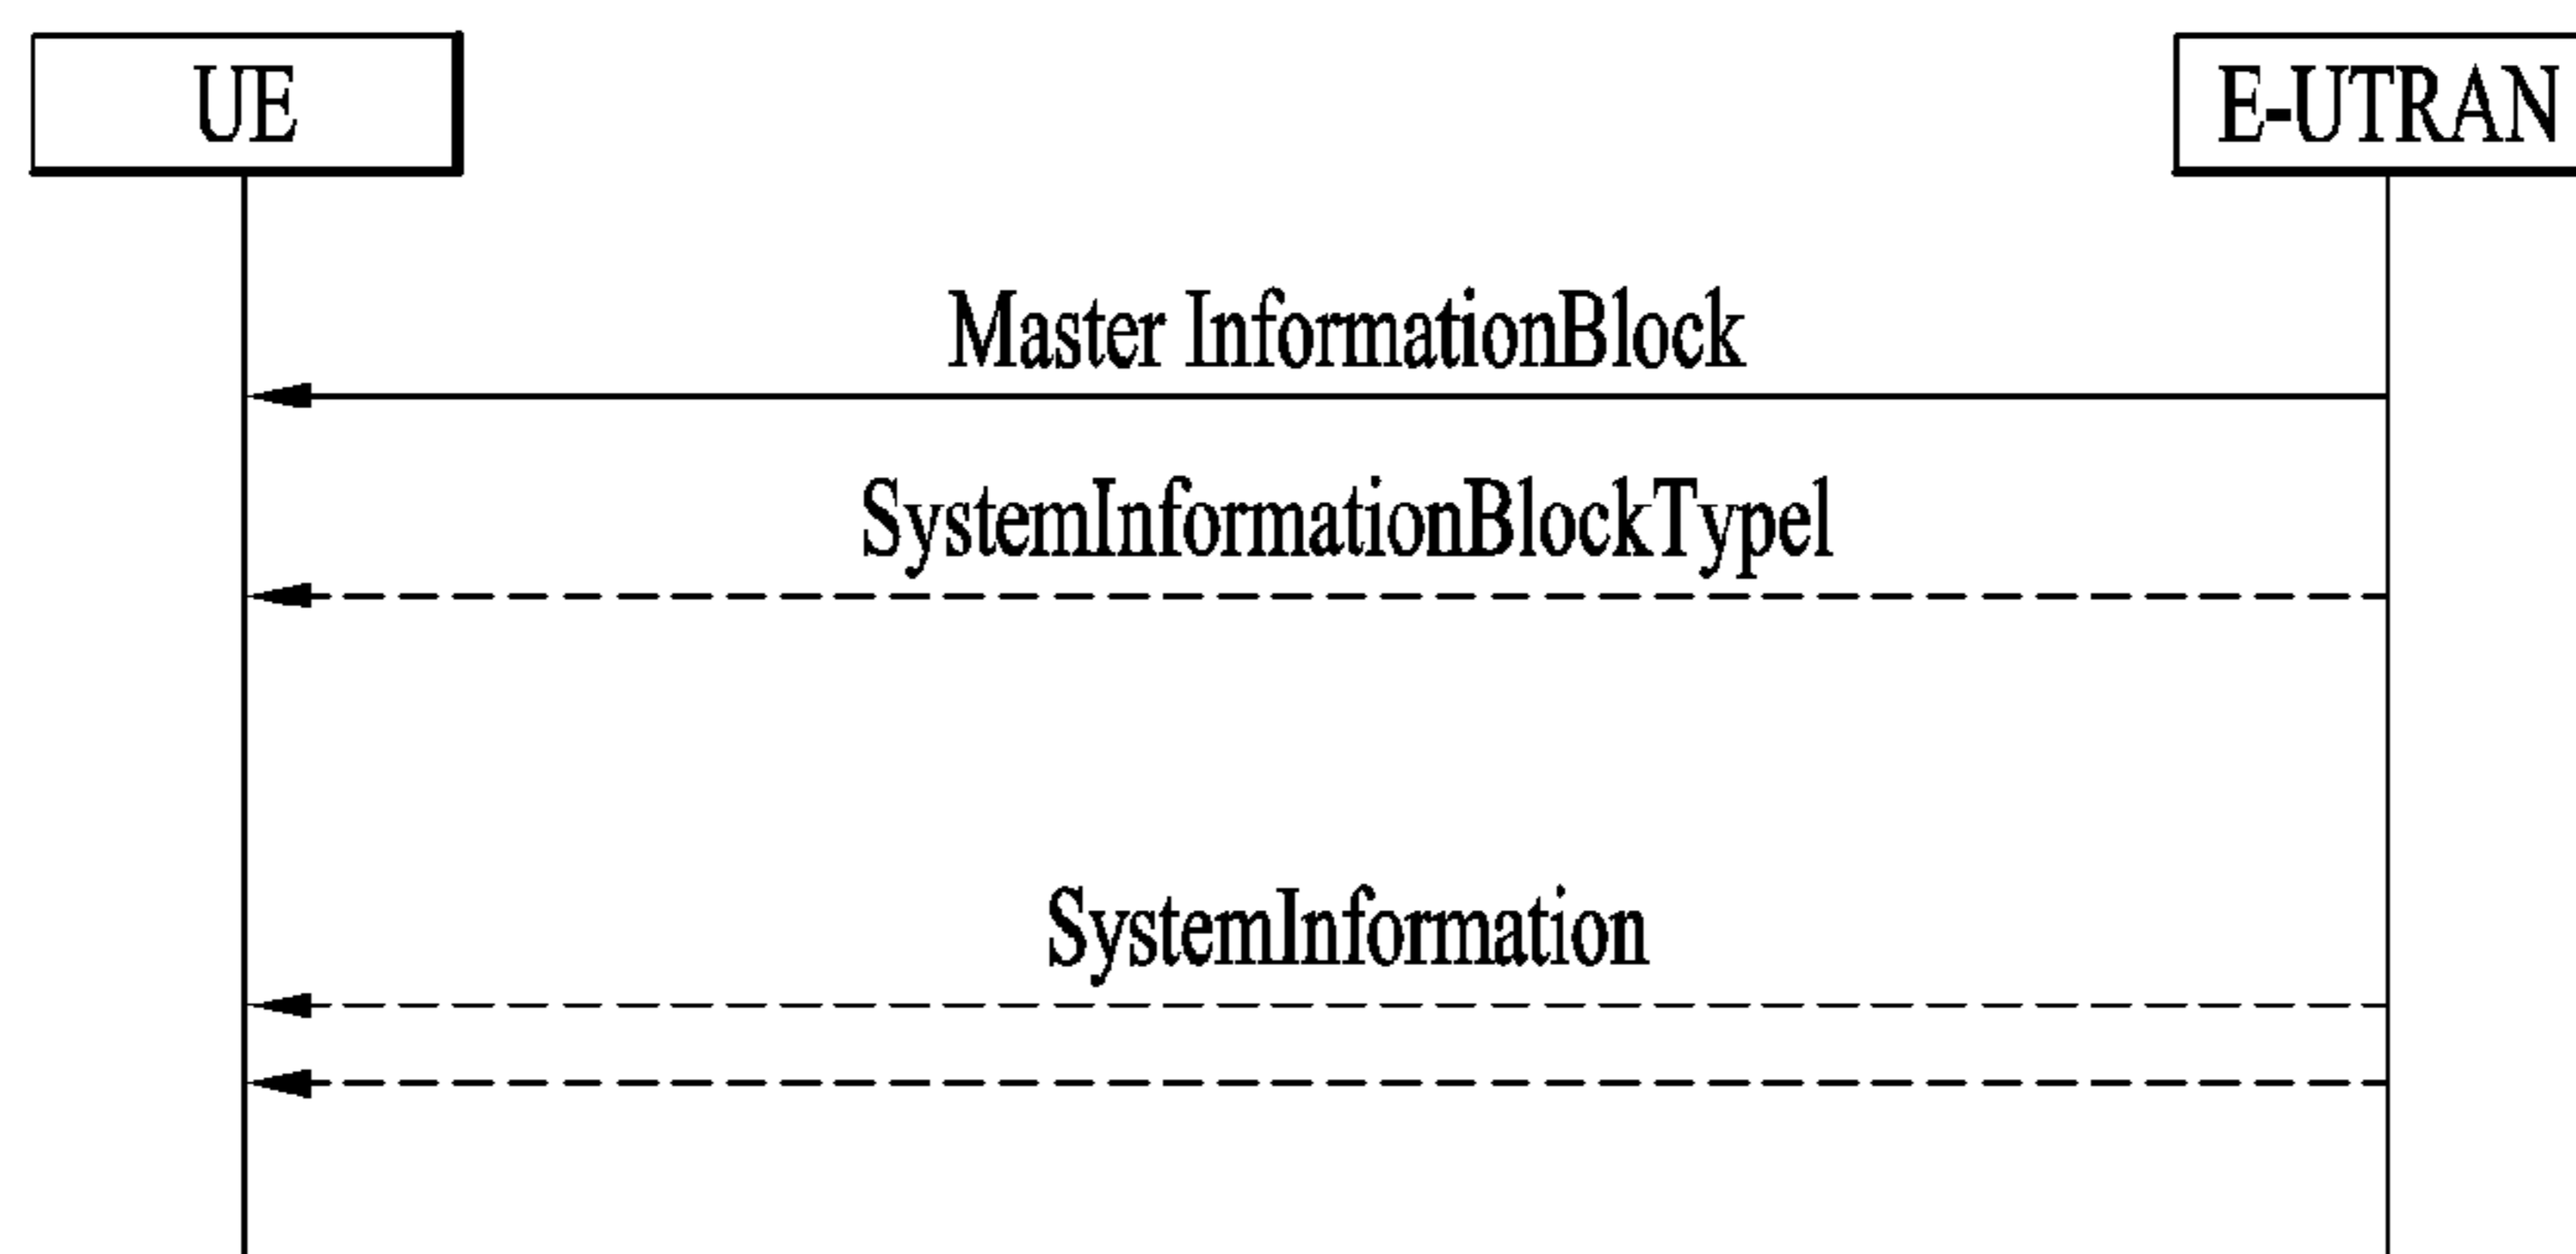 UE
E-UTRAN
Master InformationBlock
SystemInformationBlockTypel
SystemInformation